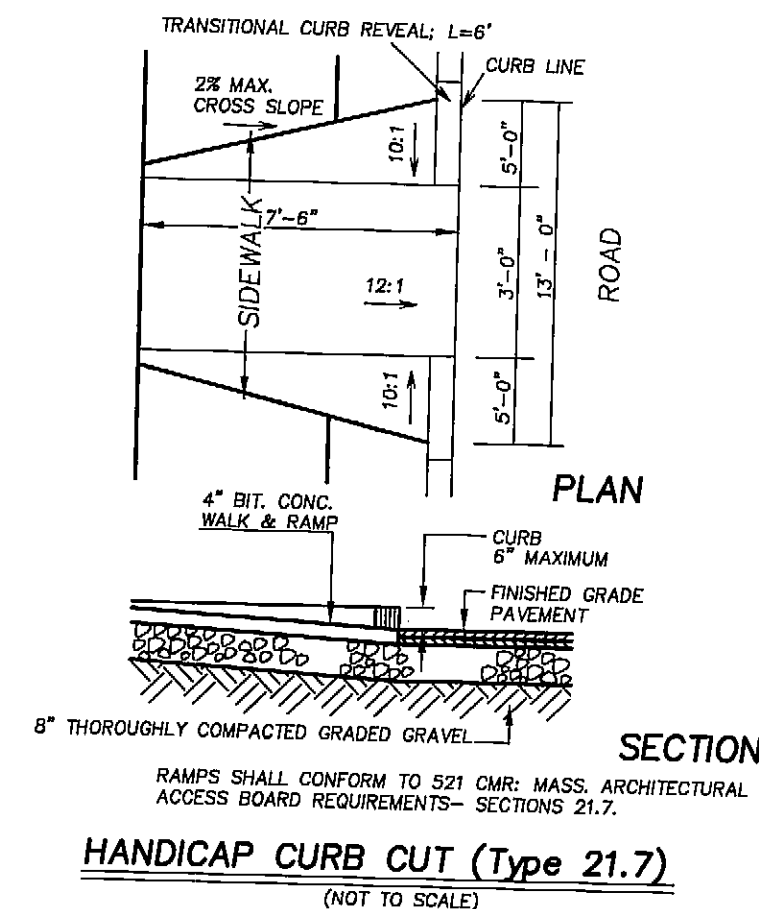 TRANSITIONAL CURB REVEAL; L=6'
CURB LINE
2% MAX.
CROSS SLOPE
10:1
5'-0"
7'-6"
SIDEWALK
12:1
3'-0"
13' - 0"
ROAD
10:1
5'-0"
PLAN
4" BIT. CONC.
WALK & RAMP
CURB
6" MAXIMUM
FINISHED GRADE
PAVEMENT
8" THOROUGHLY COMPACTED GRADED GRAVEL
SECTION
RAMPS SHALL CONFORM TO 521 CMR: MASS. ARCHITECTURAL
ACCESS BOARD REQUIREMENTS- SECTIONS 21.7.
HANDICAP CURB CUT (Type 21.7)
(NOT TO SCALE)